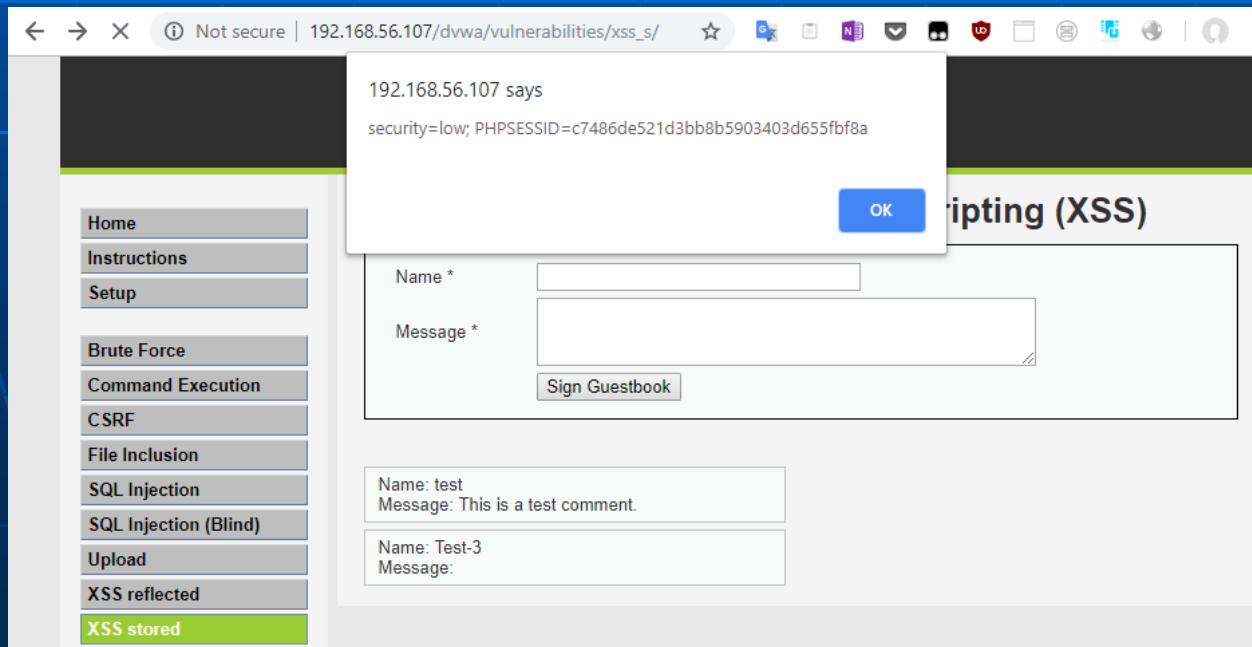 Not secure | 192.168.56.107/dvwa/vulnerabilities/xss_s/
192.168.56.107 says
security=low; PHPSESSID=c7486de521d3bb8b5903403d655fbf8a
OK
ipting (XSS)
Home
Instructions
Setup
Brute Force
Command Execution
CSRF
File Inclusion
SQL Injection
SQL Injection (Blind)
Upload
XSS reflected
XSS stored
Name *
Message *
Sign Guestbook
Name: test
Message: This is a test comment.
Name: Test-3
Message: